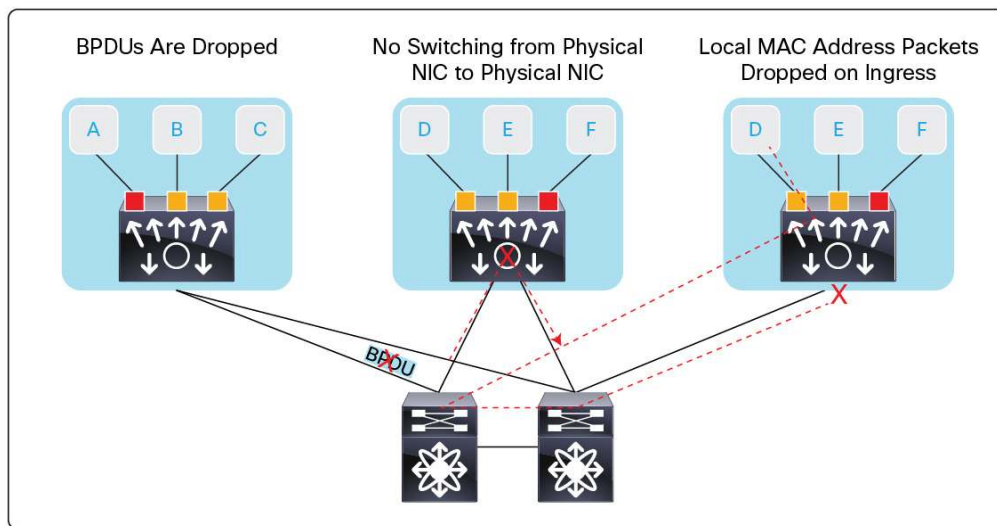 BPDUs Are Dropped
No Switching from Physical
NIC to Physical NIC
Local MAC Address Packets
Dropped on Ingress
A B C
D E F
D E F
X
X
BPDU
X